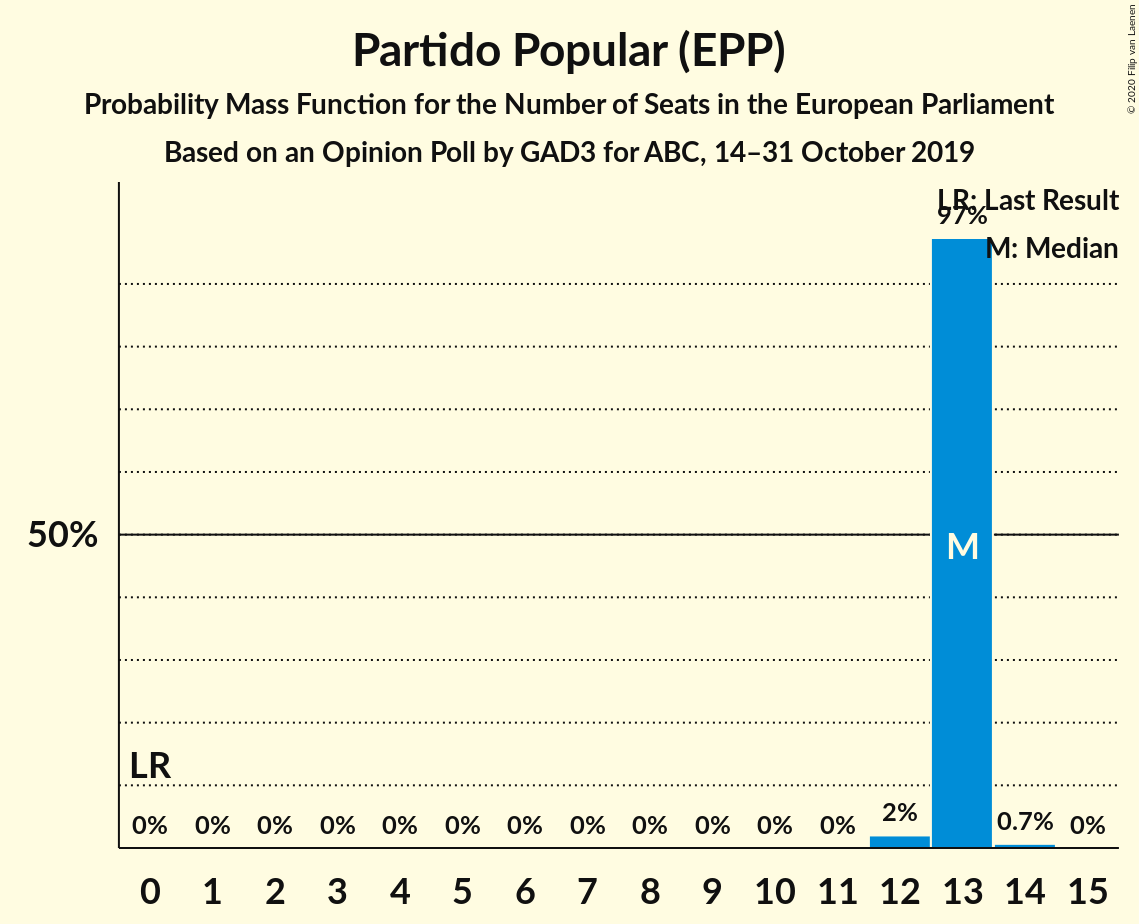 Partido Popular (EPP)
Probability Mass Function for the Number of Seats in the European Parliament
Based on an Opinion Poll by GAD3 for ABC, 14–31 October 2019
© 2020 Filip van Laenen
LR: Last Result
97%
M: Median
50%
M
LR
0% 0% 0% 0% 0% 0% 0% 0% 0% 0% 0% 0% 2% 0.7% 0%
0 1 2 3 4 5 6 7 8 9 10 11 12 13 14 15